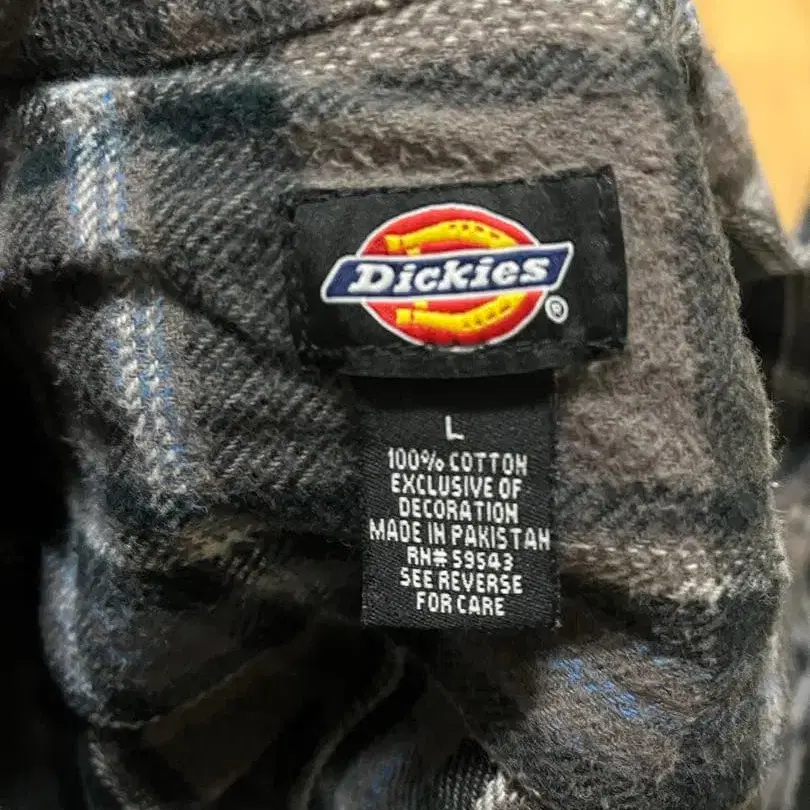 Dickies®
L
100% COTTON
EXCLUSIVE OF
DECORATION
MADE IN PAKISTAN
RN# 59543
SEE REVERSE
FOR CARE